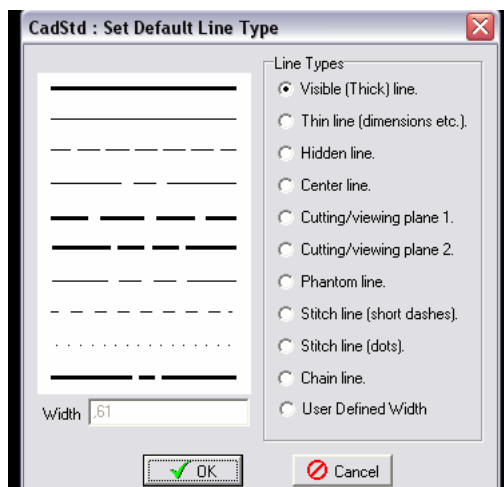 CadStd : Set Default Line Type
Line Types
Visible (Thick) line.
Thin line (dimensions etc.).
Hidden line.
Center line.
Cutting/viewing plane 1.
Cutting/viewing plane 2.
Phantom line.
Stitch line (short dashes).
Stitch line (dots).
Chain line.
User Defined Width
Width ,61
OK
Cancel